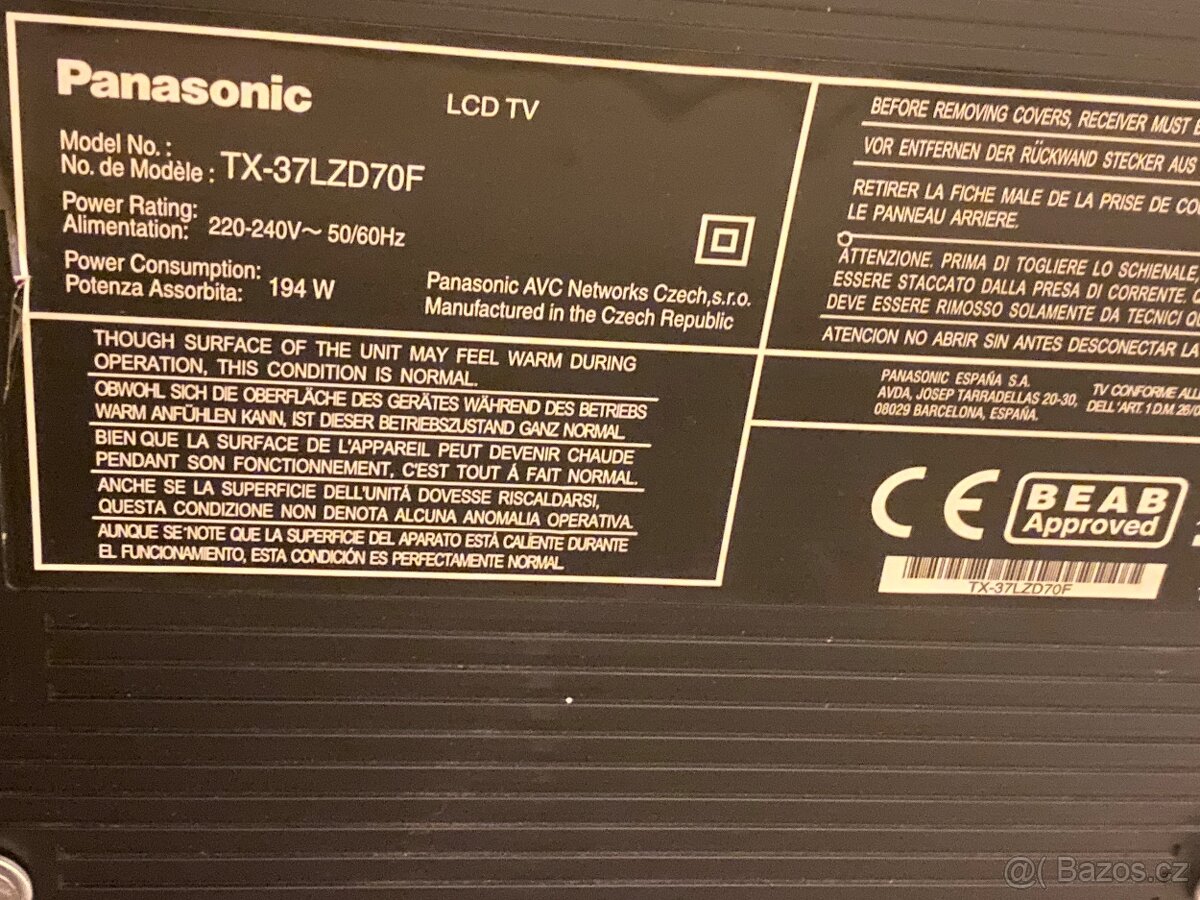 Panasonic
LCD TV
Model No. :
No. de Modèle : TX-37LZD70F
Power Rating:
Alimentation: 220-240V~ 50/60Hz
Power Consumption:
Potenza Assorbita: 194 W
Panasonic AVC Networks Czech,s.r.o.
Manufactured in the Czech Republic
THOUGH SURFACE OF THE UNIT MAY FEEL WARM DURING
OPERATION, THIS CONDITION IS NORMAL.
OBWOHL SICH DIE OBERFLÄCHE DES GERÄTES WÄHREND DES BETRIEBS
WARM ANFÜHLEN KANN, IST DIESER BETRIEBSZUSTAND GANZ NORMAL.
BIEN QUE LA SURFACE DE L'APPAREIL PEUT DEVENIR CHAUDE
PENDANT SON FONCTIONNEMENT, C'EST TOUT Á FAIT NORMAL.
ANCHE SE LA SUPERFICIE DELL'UNITÁ DOVESSE RISCALDARSI,
QUESTA CONDIZIONE NON DENOTA ALCUNA ANOMALIA OPERATIVA.
AUNQUE SE NOTE QUE LA SUPERFICIE DEL APARATO ESTÁ CALIENTE DURANTE
EL FUNCIONAMIENTO, ESTA CONDICIÓN ES PERFECTAMENTE NORMAL.
BEFORE REMOVING COVERS, RECEIVER MUST
VOR ENTFERNEN DER RÜCKWAND STECKER AUS
RETIRER LA FICHE MALE DE LA PRISE DE
LE PANNEAU ARRIERE.
ATTENZIONE. PRIMA DI TOGLIERE LO SCHIENALE
ESSERE STACCATO DALLA PRESA DI CORRENTE.
DEVE ESSERE RIMOSSO SOLAMENTE DA TECNICI
ATENCION NO ABRIR SIN ANTES DESCONECTAR LA
PANASONIC ESPAÑA S.A.
AVDA, JOSEP TARRADELLAS 20-30,
08029 BARCELONA, ESPAÑA.
TV CONFORME
DELL'ART. 1 D.M.
CE
BEAB
Approved
TX-37LZD70F
@( Bazos.cz